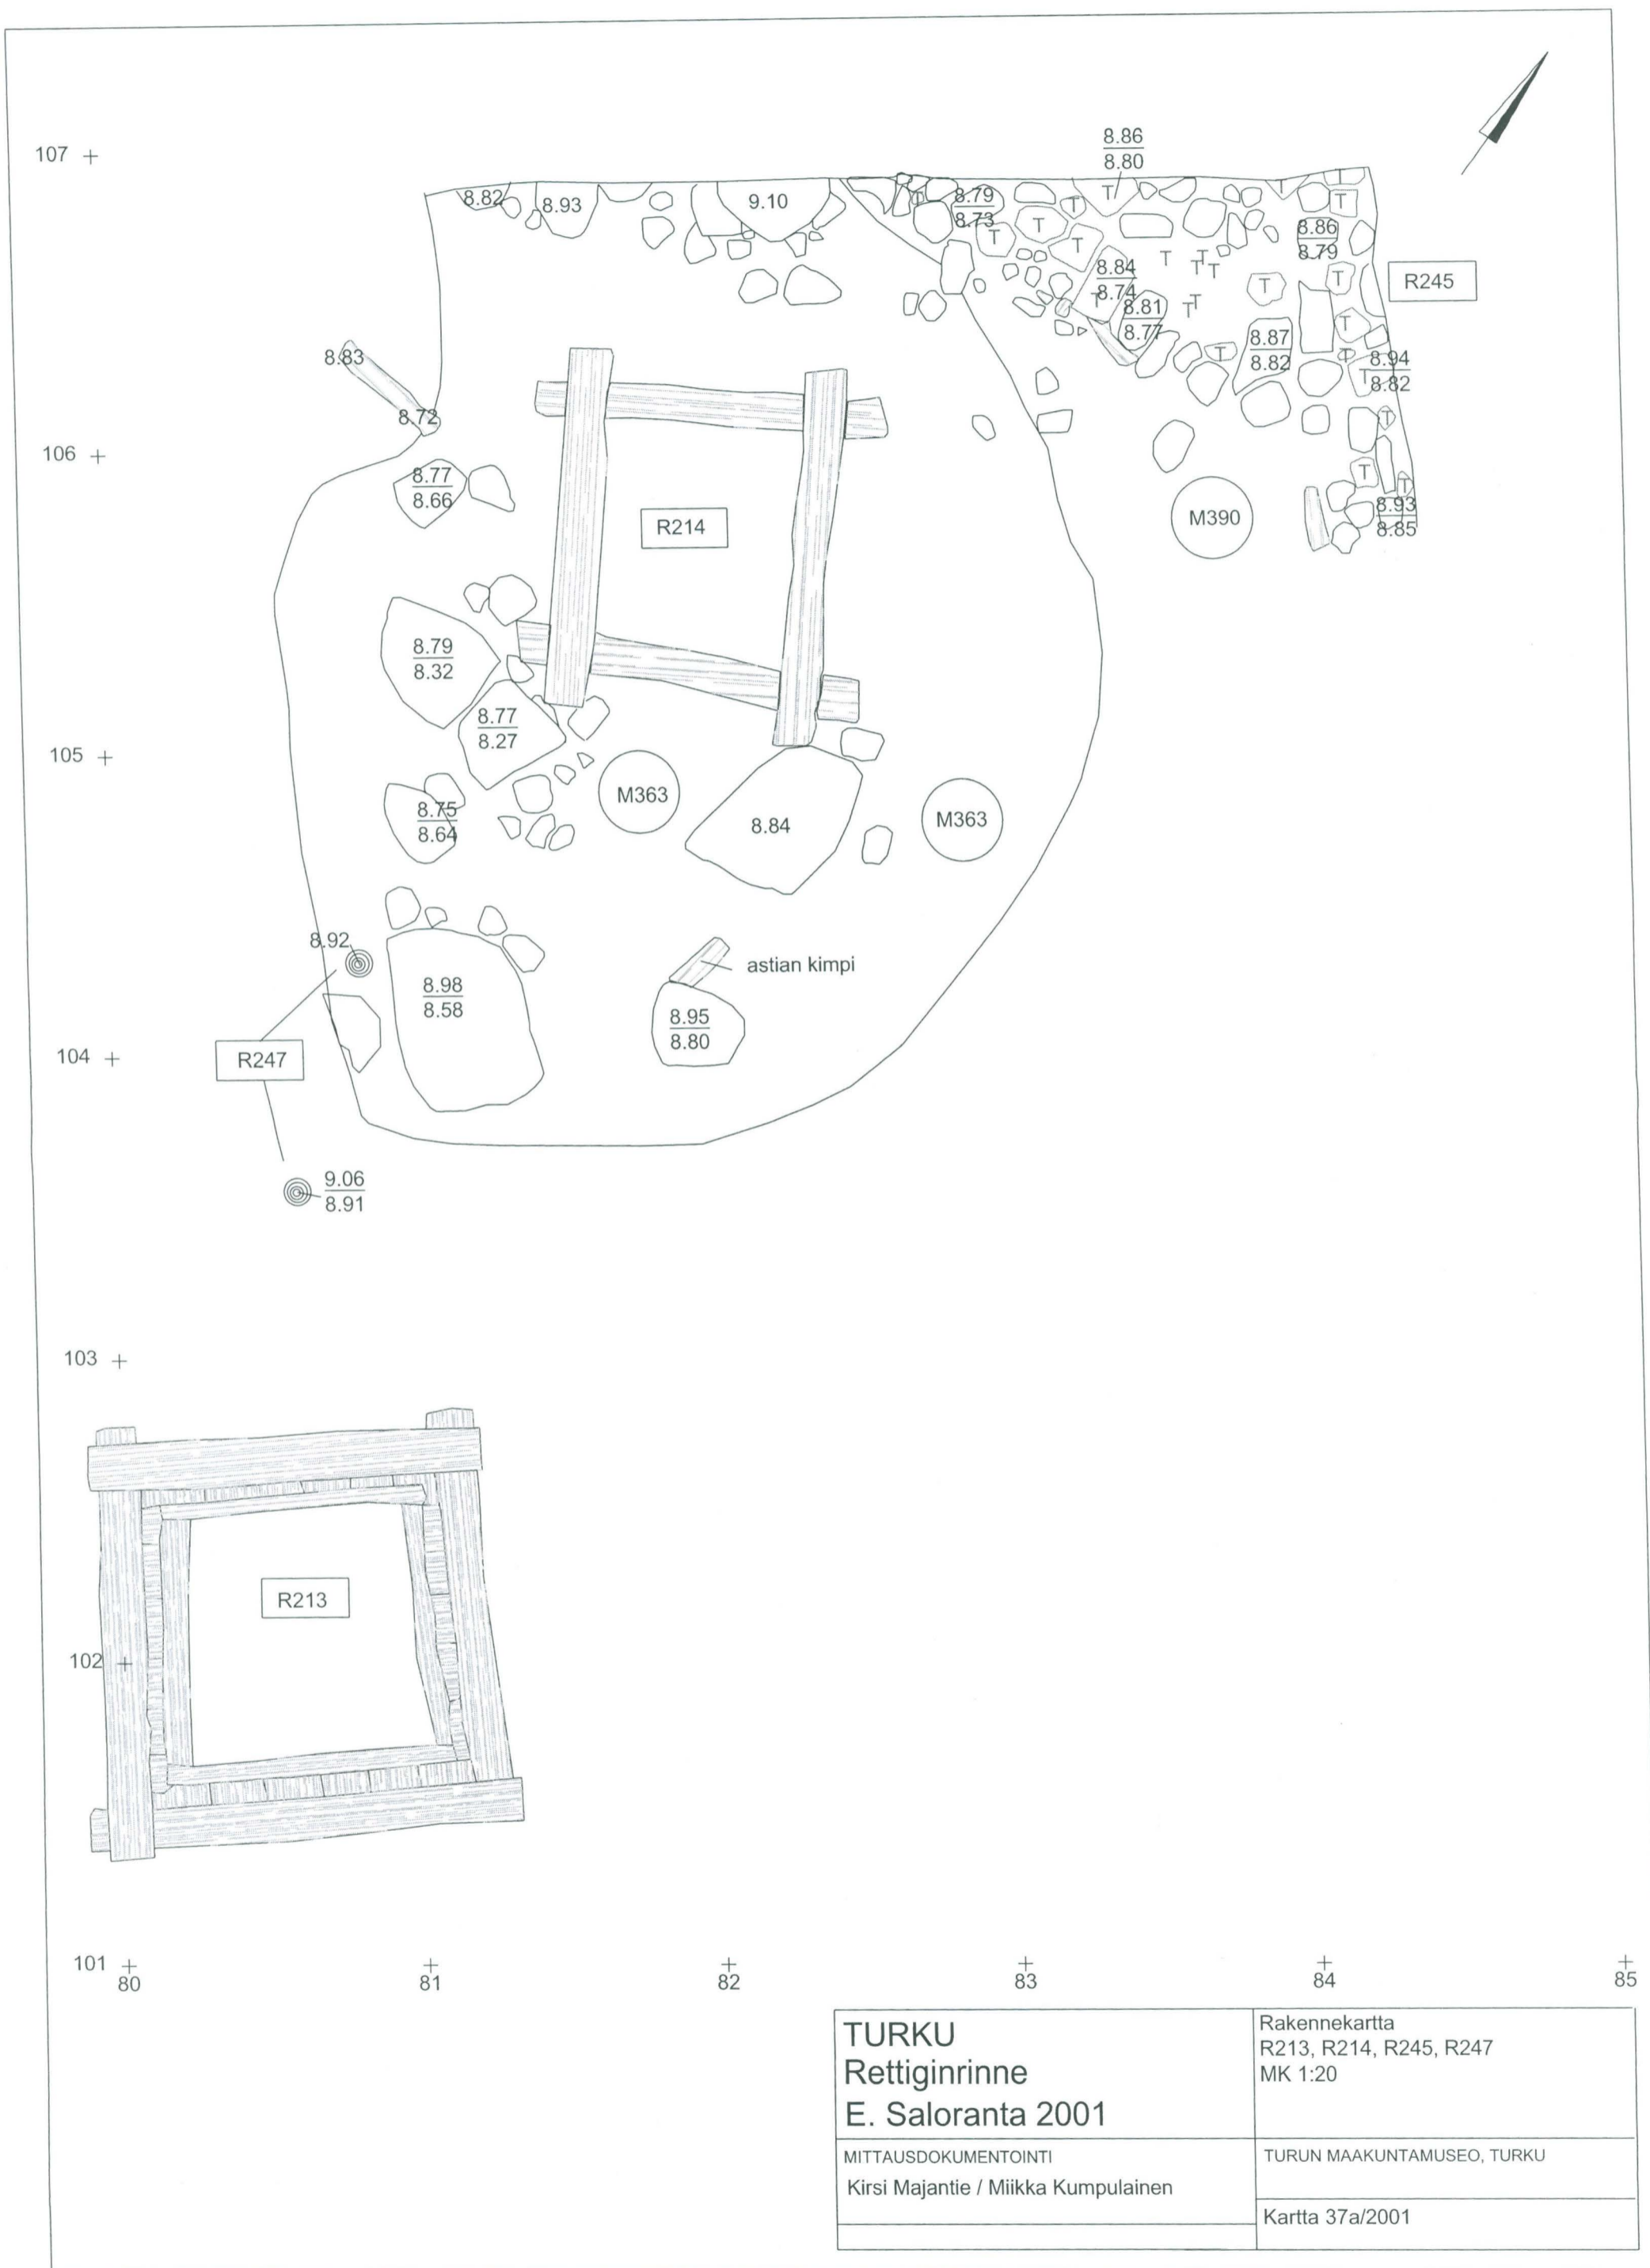 8.86
8.80
107
8.82
8.93
9.10
8.79
8.73
T
T
T
T
T
T
T
T
8.86
8.79
8.84
8.74
T
T
T
T
T
T
T
T
R245
8.81
8.77
8.87
8.82
T
T
T
T
8.94
8.82
8.83
8.72
T
106
8.77
8.66
R214
M390
T
T
8.93
8.85
8.79
8.32
8.77
8.27
105
M363
8.75
8.64
8.84
M363
8.92
astian kimpi
8.98
8.58
8.95
8.80
104
R247
9.06
8.91
103
R213
102
101
80
81
82
83
84
85
TURKU
Rettiginrinne
E. Saloranta 2001
Rakennekartta
R213, R214, R245, R247
MK 1:20
MITTAUSDOKUMENTOINTI
Kirsi Majantie / Miikka Kumpulainen
TURUN MAAKUNTAMUSEO, TURKU
Kartta 37a/2001